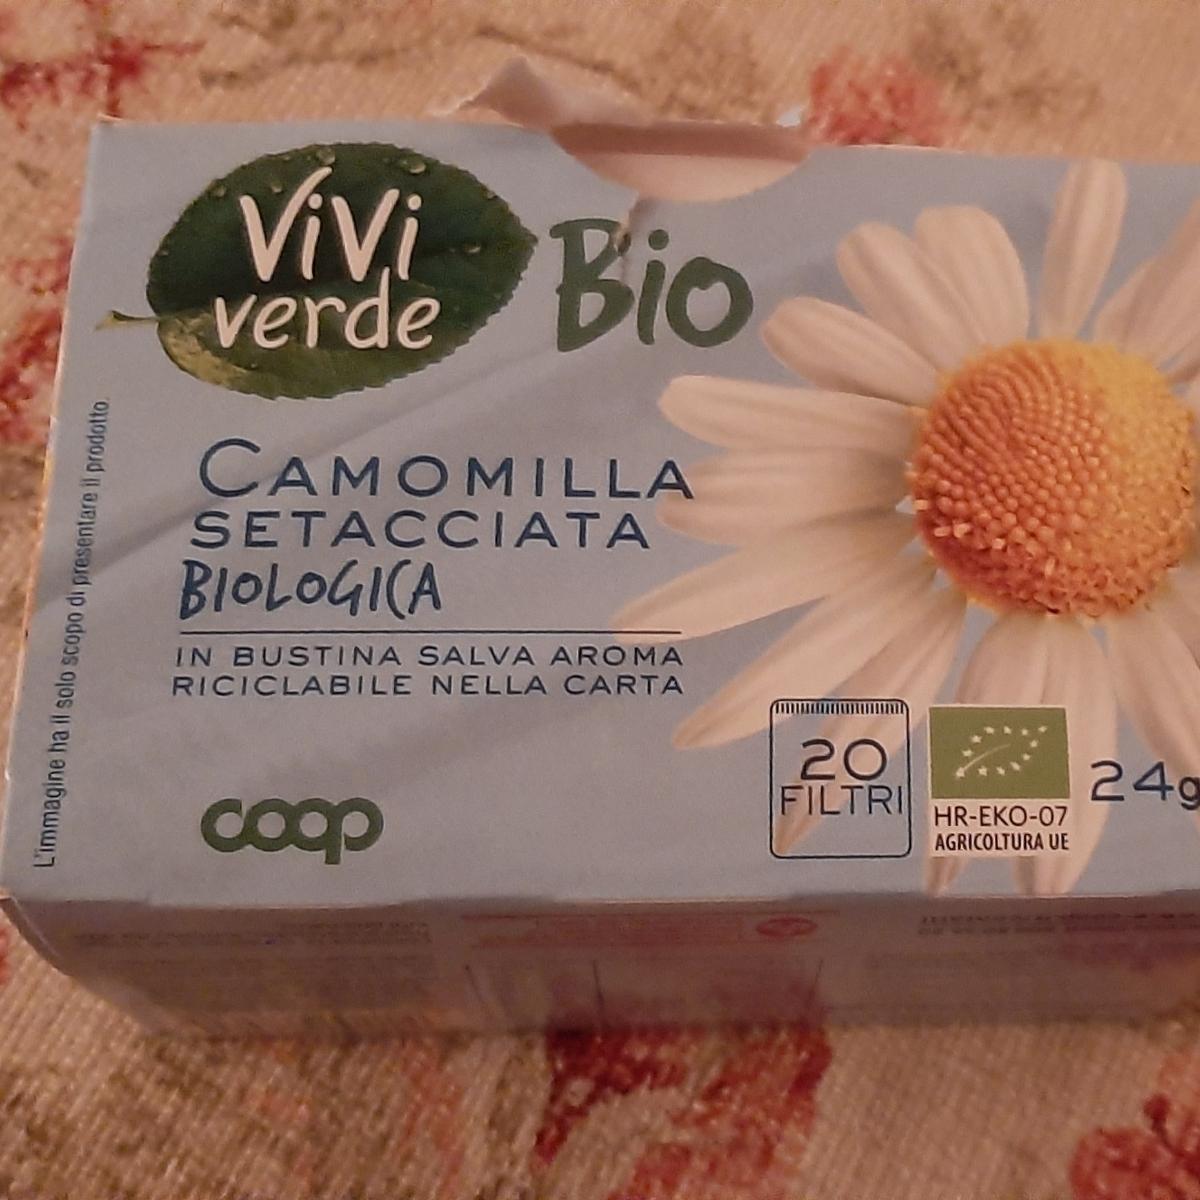 ViVi
verde
Bio
CAMOMILLA
SETACCIATA
BIOLOGICA
IN BUSTINA SALVA AROMA
RICICLABILE NELLA CARTA
coop
20
FILTRI
HR-EKO-07
AGRICOLTURA UE
24g
L'immagine ha il solo scopo di presentare il prodotto.